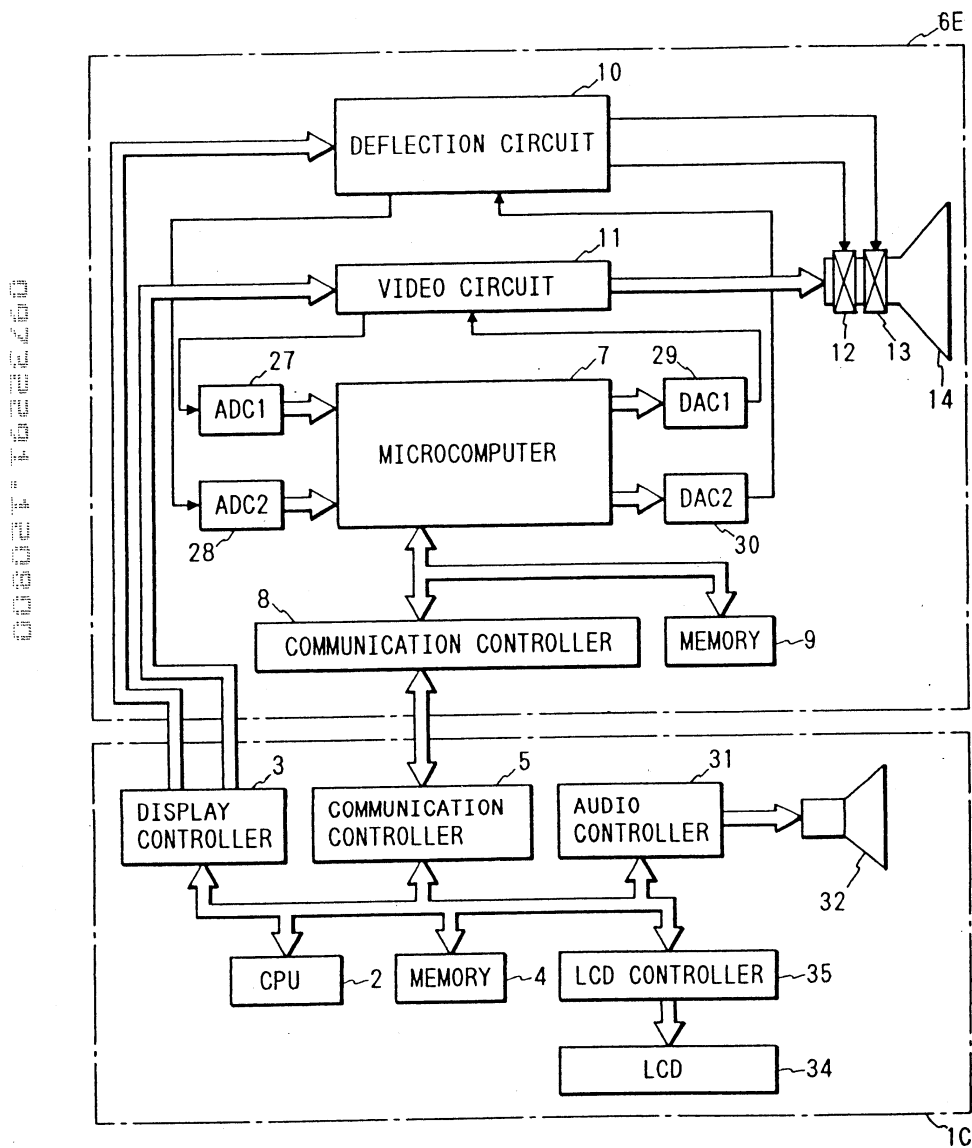 6E
10
DEFLECTION CIRCUIT
11
VIDEO CIRCUIT
12
13
14
27
7
29
ADC1
DAC1
MICROCOMPUTER
ADC2
DAC2
28
30
8
COMMUNICATION CONTROLLER
MEMORY
9
3
5
31
DISPLAY
CONTROLLER
COMMUNICATION
CONTROLLER
AUDIO
CONTROLLER
32
CPU
2
MEMORY
4
LCD CONTROLLER
35
LCD
34
1C